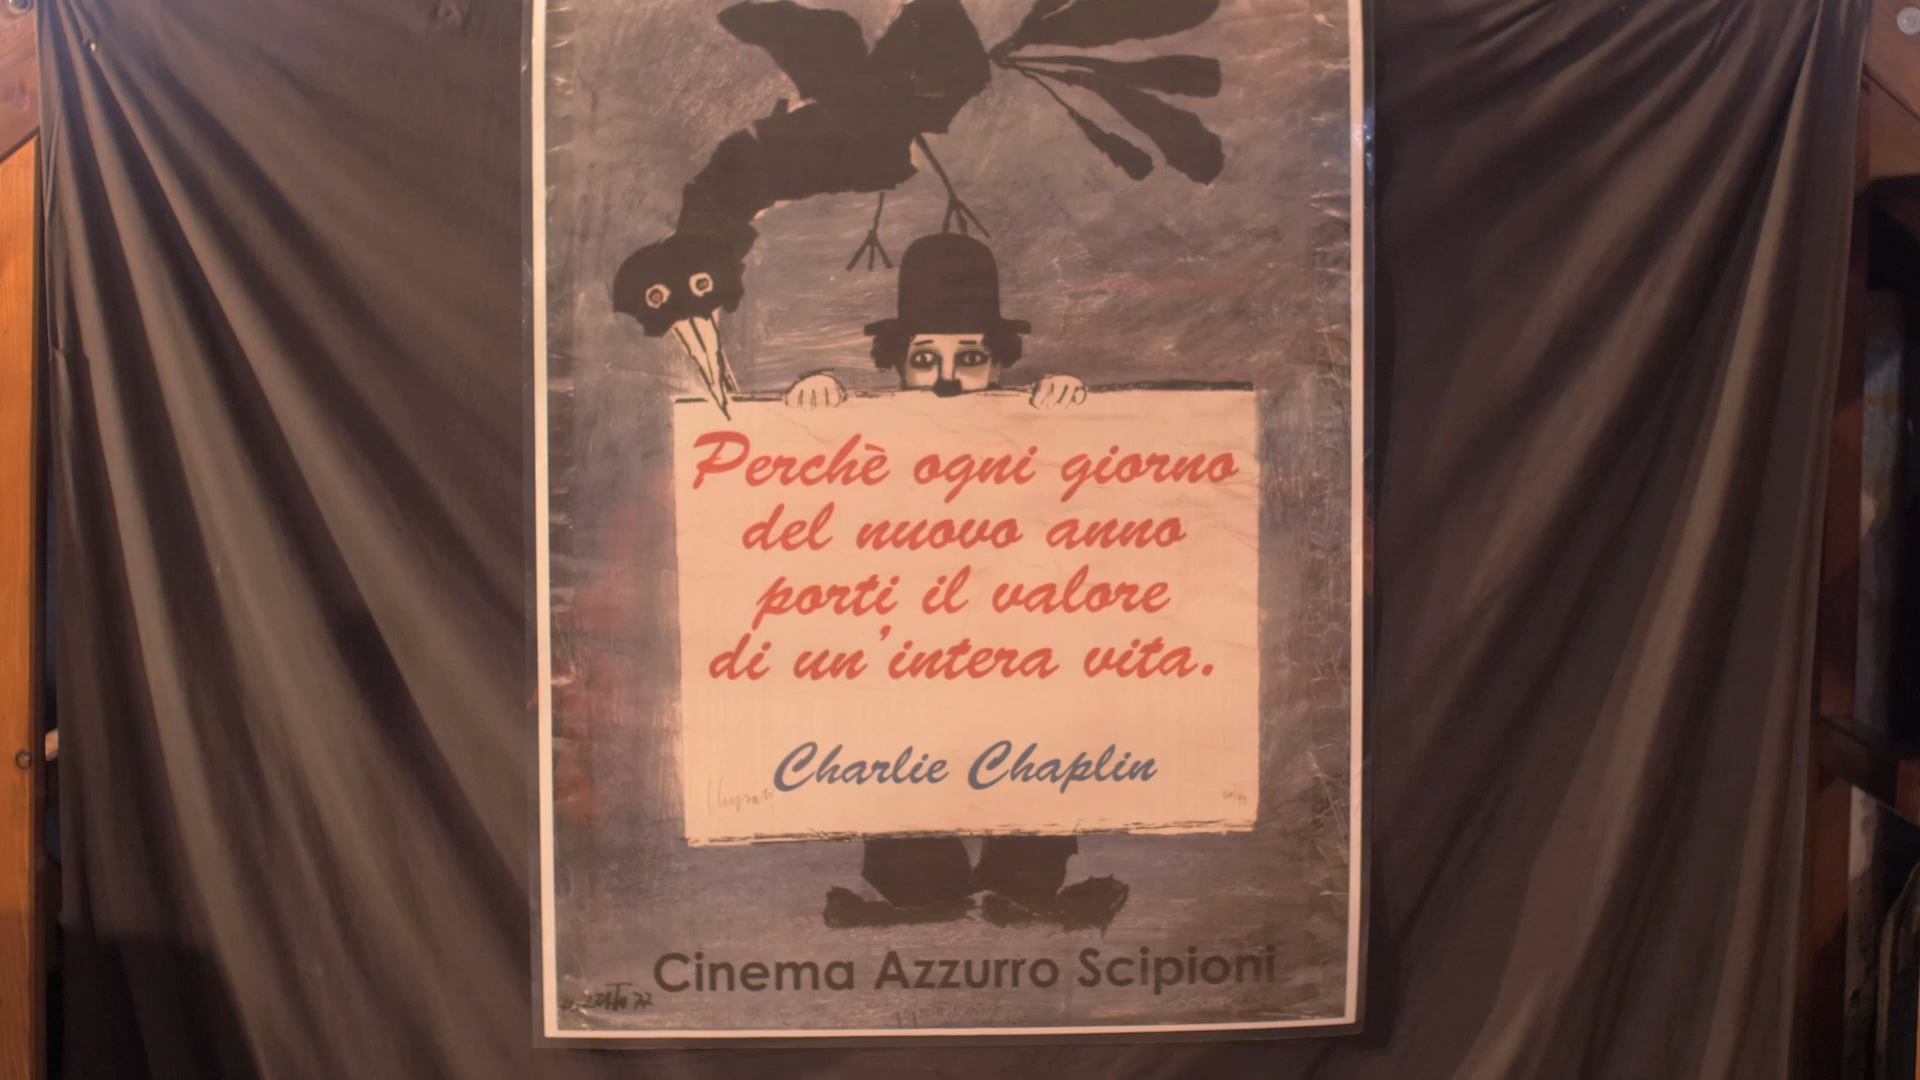 Perchè ogni giorno
del nuovo anno
porti il valore
di un'intera vita.
Charlie Chaplin
Cinema Azzurro Scipioni